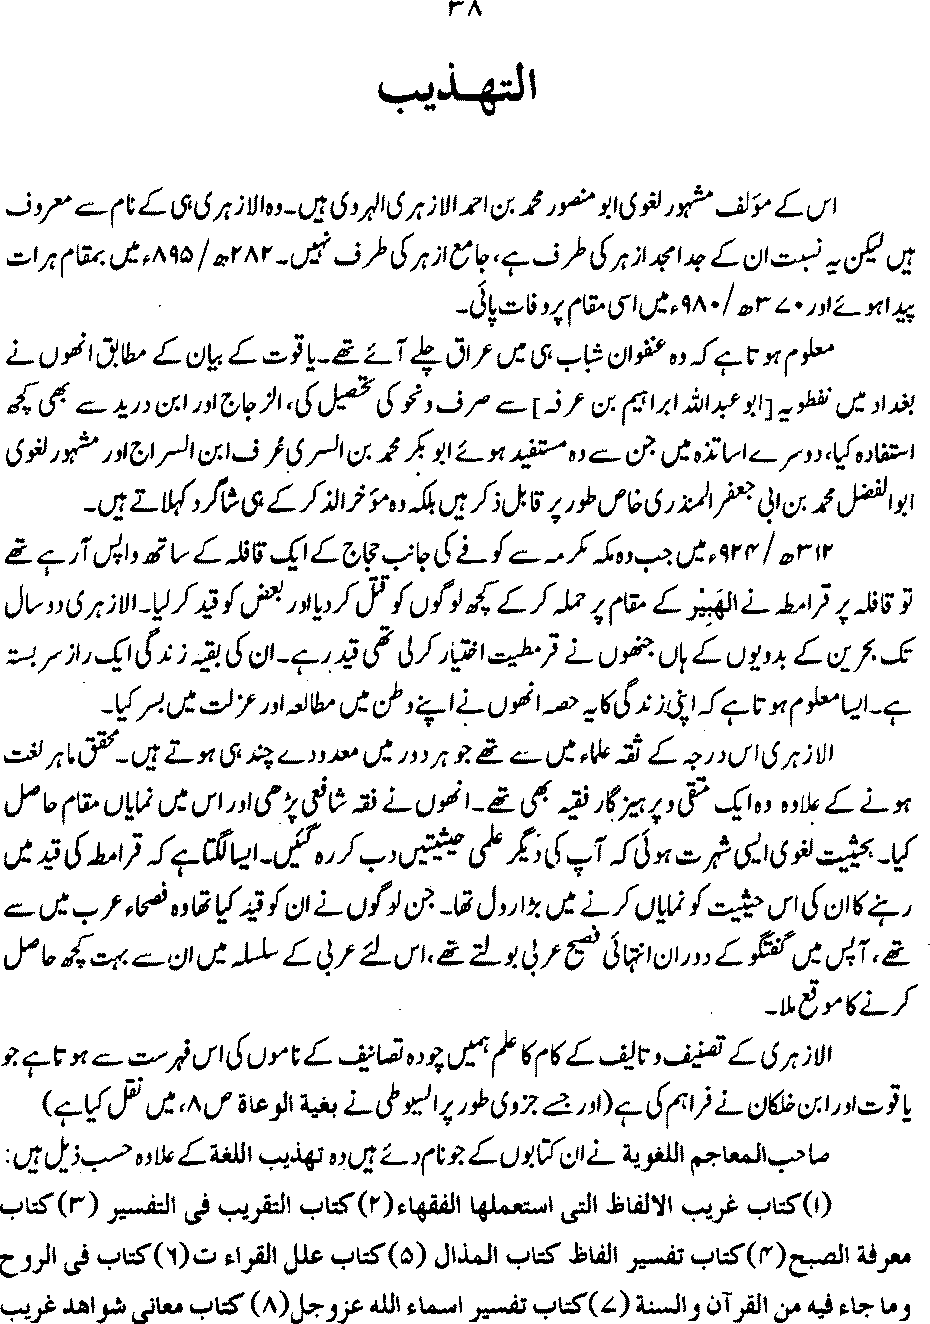 ۳۸
التهذيب
اس کے مؤلف مشہور لغوی ابو منصور محمد بن احمد الازہری الہروی ہیں۔ وہ الازہری ہی کے نام سے معروف
ہیں لیکن یہ نسبت ان کے جد امجد ازہر کی طرف ہے، جامع ازہر کی طرف نہیں۔ ۲۸۲ھ/۸۹۵ء میں بمقام ہرات
پیدا ہوئے اور ۳۷۰ھ/۹۸۰ء میں اسی مقام پر وفات پائی۔
معلوم ہوتا ہے کہ وہ عنفوان شباب ہی میں عراق چلے آئے تھے۔ یاقوت کے بیان کے مطابق انھوں نے
بغداد میں نفطویہ [ابو عبداللہ ابراہیم بن عرفہ] سے صرف و نحو کی تحصیل کی، الزجاج اور ابن درید سے بھی کچھ
استفادہ کیا، دوسرے اساتذہ میں جن سے وہ مستفید ہوئے ابو بکر محمد بن السری عُرف ابن السراج اور مشہور لغوی
ابوالفضل محمد بن ابی جعفر المنذری خاص طور پر قابل ذکر ہیں بلکہ وہ مؤخر الذکر کے ہی شاگرد کہلاتے ہیں۔
۳۱۲ھ/۹۲۴ء میں جب وہ مکہ مکرمہ سے کوفے کی جانب حجاج کے ایک قافلہ کے ساتھ واپس آرہے تھے
تو قافلہ پر قرامطہ نے الہَبِیْر کے مقام پر حملہ کر کے کچھ لوگوں کو قتل کر دیا اور بعض کو قید کر لیا۔ الازہری دو سال
تک بحرین کے بدویوں کے ہاں جنھوں نے قرمطیت اختیار کر لی تھی قید رہے۔ ان کی بقیہ زندگی ایک راز سربستہ
ہے۔ ایسا معلوم ہوتا ہے کہ اپنی زندگی کا یہ حصہ انھوں نے اپنے وطن میں مطالعہ اور عزلت میں بسر کیا۔
الازہری اس درجہ کے ثقہ علماء میں سے تھے جو ہر دور میں معدودے چند ہی ہوتے ہیں۔ محقق ماہر لغت
ہونے کے علاوہ وہ ایک متقی و پرہیزگار فقیہ بھی تھے۔ انھوں نے فقہ شافعی پڑھی اور اس میں نمایاں مقام حاصل
کیا۔ بحیثیت لغوی ایسی شہرت ہوئی کہ آپ کی دیگر علمی حیثیتیں دب کر رہ گئیں۔ ایسا لگتا ہے کہ قرامطہ کی قید میں
رہنے کا ان کی اس حیثیت کو نمایاں کرنے میں بڑا رول تھا۔ جن لوگوں نے ان کو قید کیا تھا وہ فصحاء عرب میں سے
تھے، آپس میں گفتگو کے دوران انتہائی فصیح عربی بولتے تھے، اس لئے عربی کے سلسلہ میں ان سے بہت کچھ حاصل
کرنے کا موقع ملا۔
الازہری کے تصنیف و تالیف کے کام کا علم ہمیں چودہ تصانیف کے ناموں کی اس فہرست سے ہوتا ہے جو
یاقوت اور ابن خلکان نے فراہم کی ہے (اور جسے جزوی طور پر السیوطی نے بغیة الوعاة ص۸، میں نقل کیا ہے)
صاحب المعاجم اللغوية نے ان کتابوں کے جو نام دئے ہیں وہ تهذيب اللغة کے علاوہ حسب ذیل ہیں:
(۱) کتاب غریب الالفاظ التی استعملها الفقهاء (۲) کتاب التقریب فی التفسیر (۳) کتاب
معرفة الصبح (۴) کتاب تفسیر الفاظ کتاب المذال (۵) کتاب علل القراء ت (۶) کتاب فی الروح
وما جاء فیه من القرآن والسنة (۷) کتاب تفسیر اسماء الله عزوجل (۸) کتاب معانی شواهد غریب